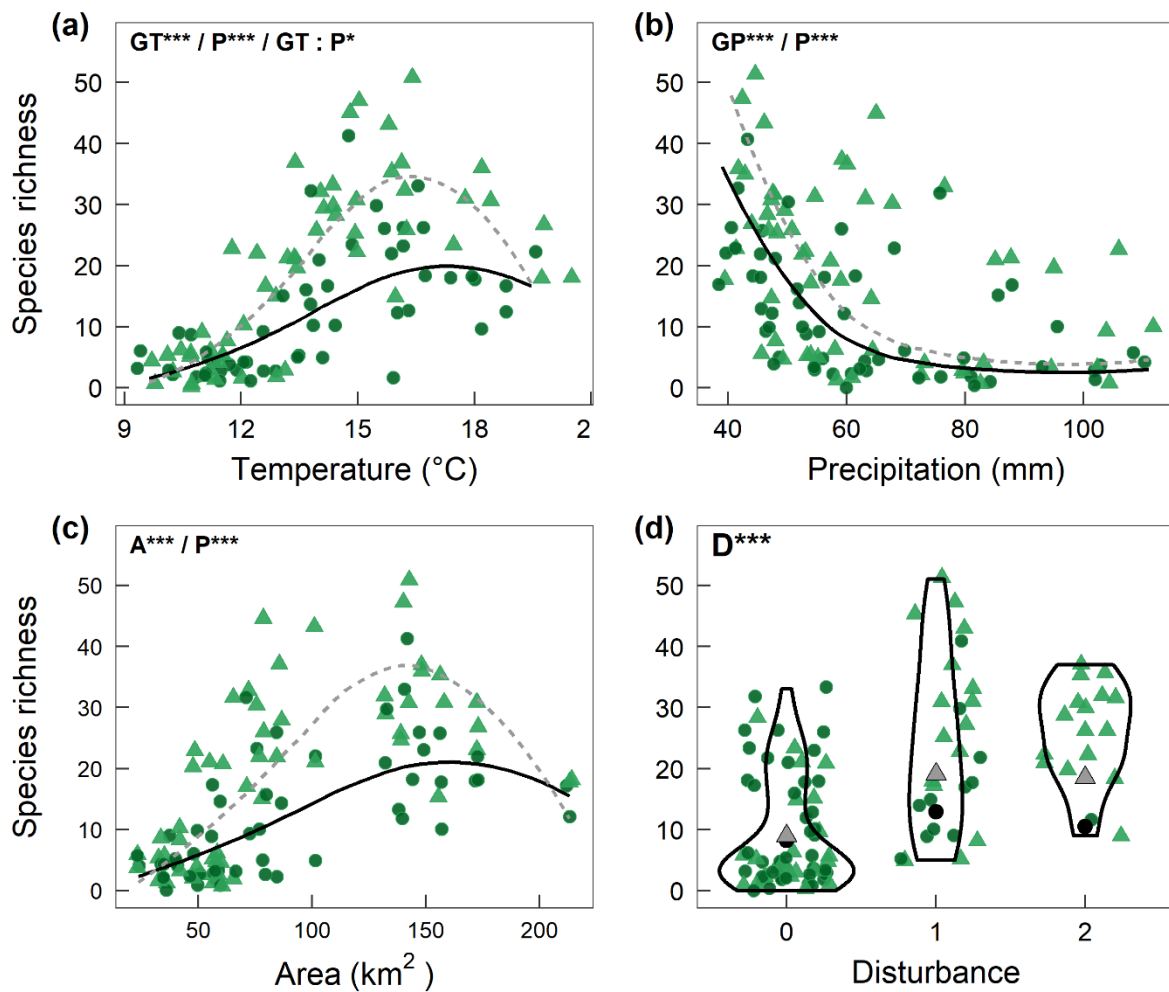 (a)
GT*** / P*** / GT : P*
Species richness
50
40
30
20
10
0
9 12 15 18 2
Temperature (°C)
(b)
GP*** / P***
50
40
30
20
10
0
40 60 80 100
Precipitation (mm)
(c)
A*** / P***
Species richness
50
40
30
20
10
0
50 100 150 200
Area (km²)
(d)
D***
50
40
30
20
10
0
0 1 2
Disturbance